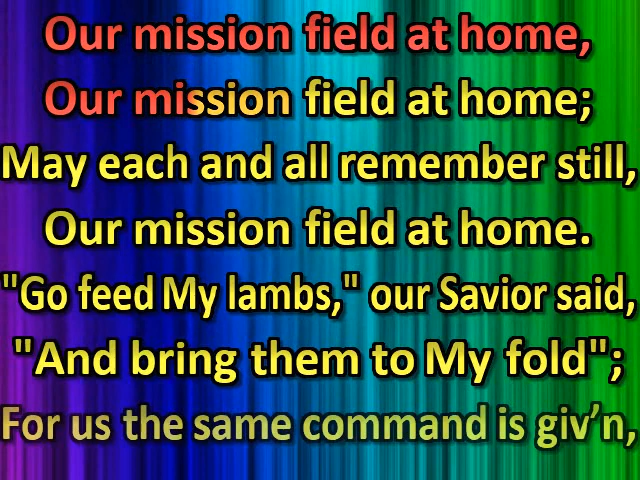 Our mission field at home,
Our mission field at home;
May each and all remember still,
Our mission field at home.
"Go feed My lambs," our Savior said,
"And bring them to My fold";
For us the same command is giv’n,